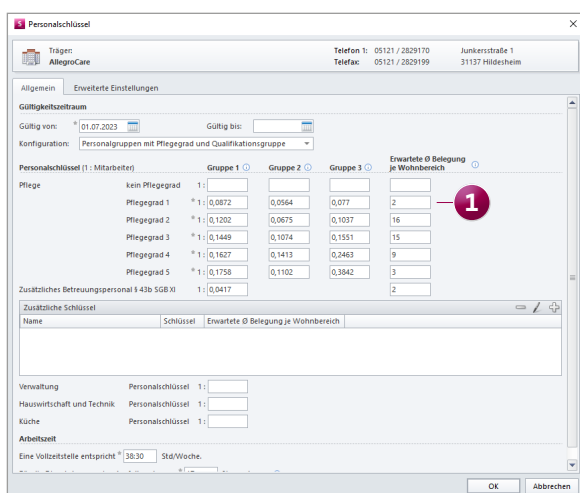 S Personalschlüssel
Träger: Telefon 1: 05121 / 2829170 Junkersstraße 1
AllegroCare Telefax: 05121 / 2829199 31137 Hildesheim
Allgemein Erweiterte Einstellungen
Gültigkeitszeitraum
Gültig von: * 01.07.2023 Gültig bis:
Konfiguration: Personalgruppen mit Pflegegrad und Qualifikationsgruppe
Personalschlüssel (1 : Mitarbeiter) Gruppe 1 Gruppe 2 Gruppe 3 Erwartete Ø Belegung je Wohnbereich
Pflege kein Pflegegrad 1:
Pflegegrad 1 * 1: 0,0872 0,0564 0,077 2 1
Pflegegrad 2 * 1: 0,1202 0,0675 0,1037 16
Pflegegrad 3 * 1: 0,1449 0,1074 0,1551 15
Pflegegrad 4 * 1: 0,1627 0,1413 0,2463 9
Pflegegrad 5 * 1: 0,1758 0,1102 0,3842 3
Zusätzliches Betreuungspersonal § 43b SGB XI 1: 0,0417 2
Zusätzliche Schlüssel
Name Schlüssel Erwartete Ø Belegung je Wohnbereich
Verwaltung Personalschlüssel 1:
Hauswirtschaft und Technik Personalschlüssel 1:
Küche Personalschlüssel 1:
Arbeitszeit
Eine Vollzeitstelle entspricht * 38:30 Std/Woche.
OK Abbrechen